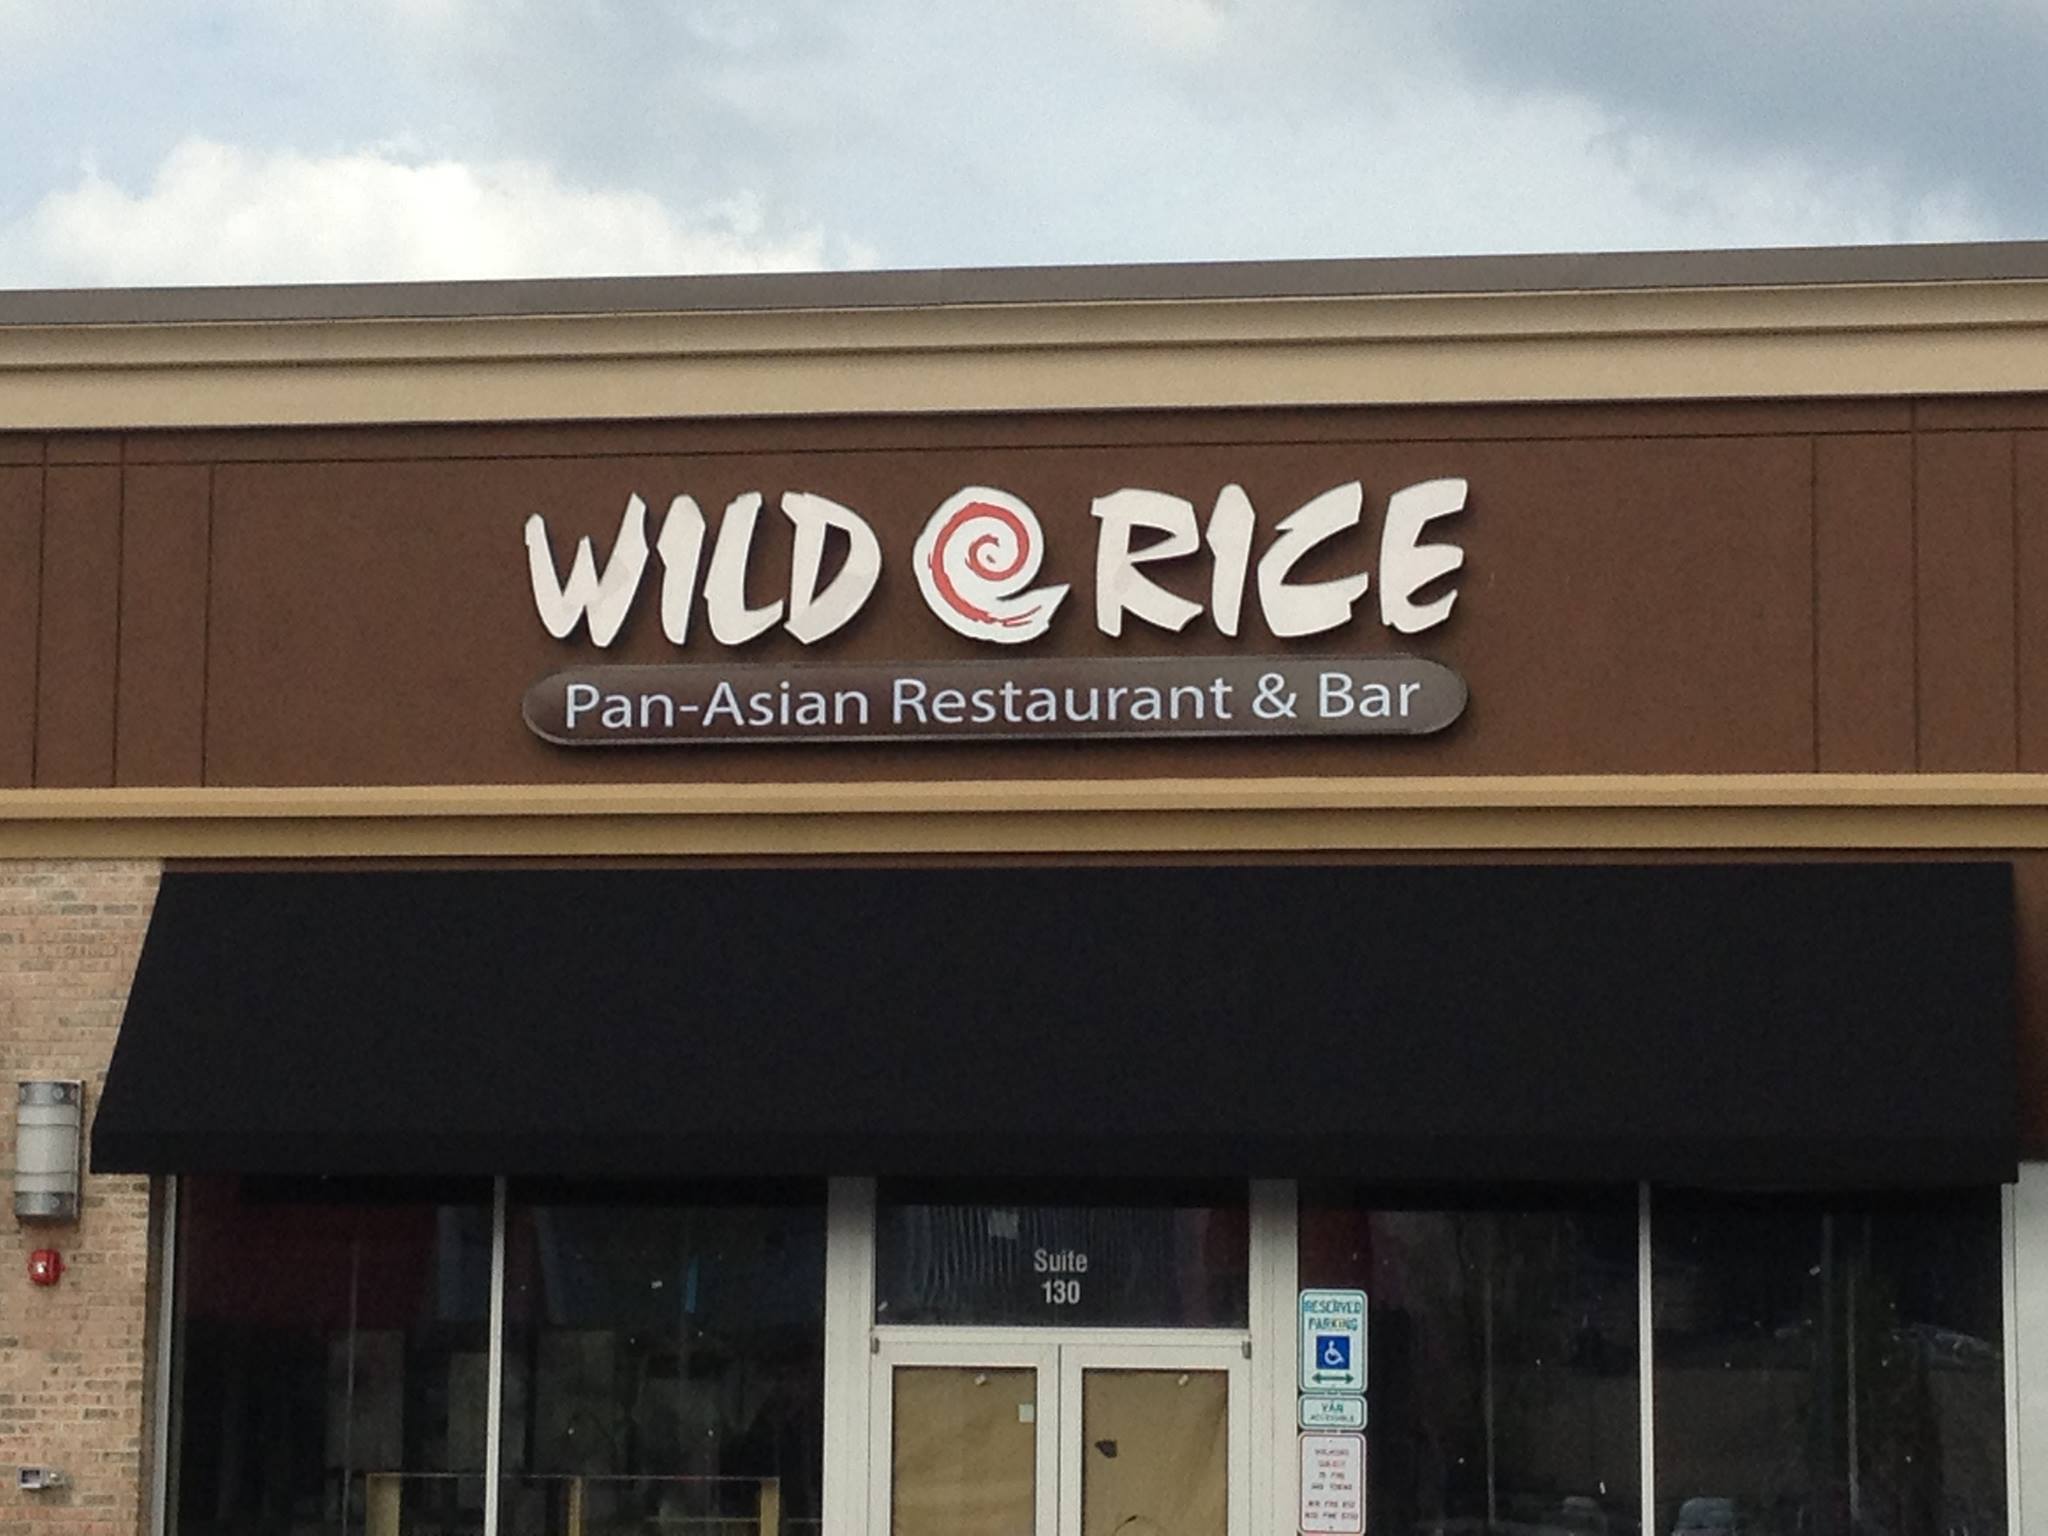 WILD RICE
Pan-Asian Restaurant & Bar
Suite
130
RESERVED
PARKING
VAN
ACCESSIBLE